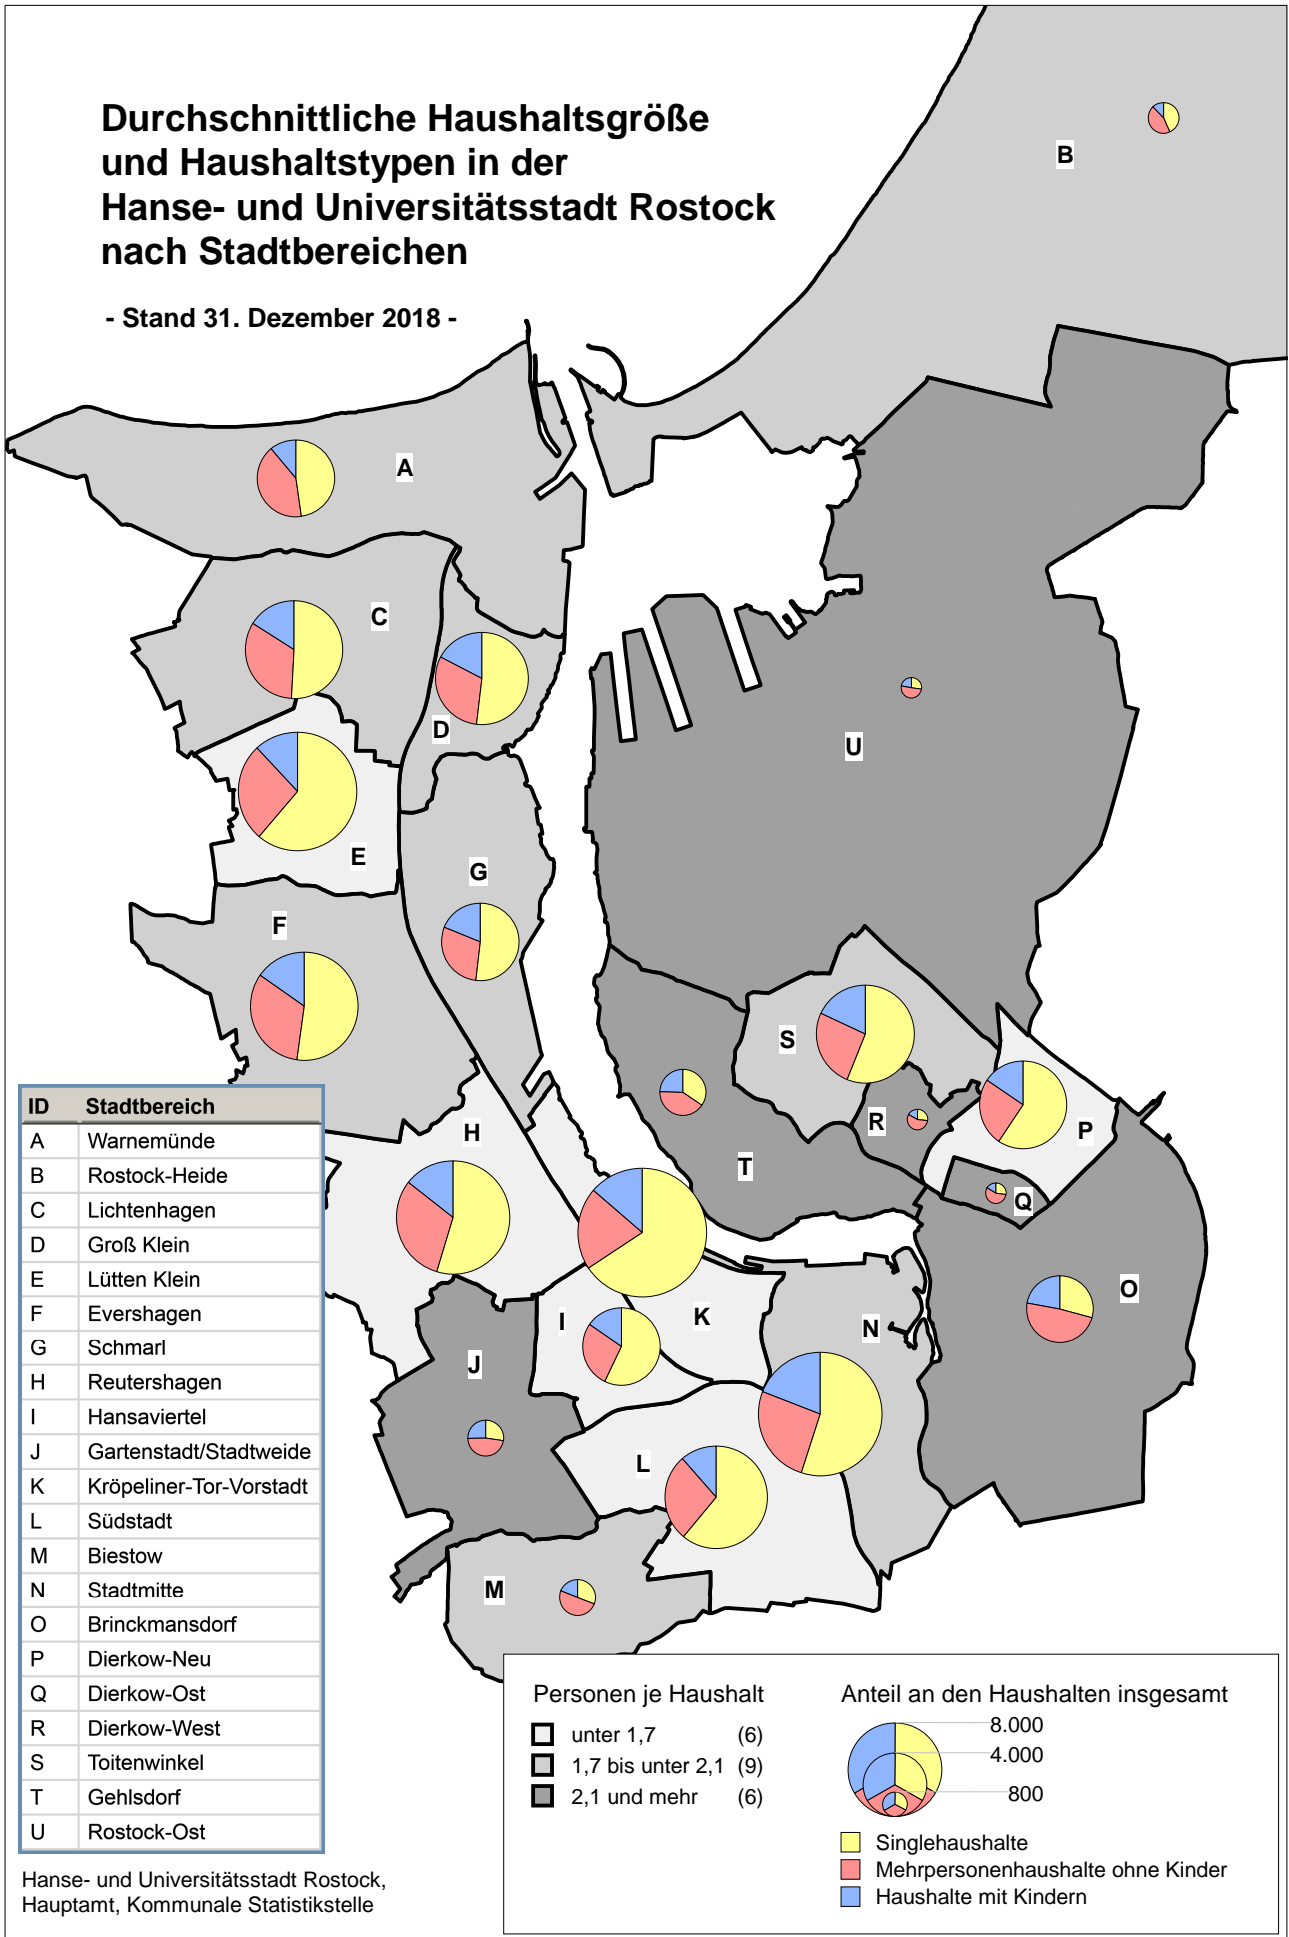 Durchschnittliche Haushaltsgröße
und Haushaltstypen in der
Hanse- und Universitätsstadt Rostock
nach Stadtbereichen
- Stand 31. Dezember 2018 -
B
A
C
D
U
E
G
F
S
R
H
P
T
Q
O
K
I
N
J
L
M
ID Stadtbereich
A Warnemünde
B Rostock-Heide
C Lichtenhagen
D Groß Klein
E Lütten Klein
F Evershagen
G Schmarl
H Reutershagen
I Hansaviertel
J Gartenstadt/Stadtweide
K Kröpeliner-Tor-Vorstadt
L Südstadt
M Biestow
N Stadtmitte
O Brinckmansdorf
P Dierkow-Neu
Q Dierkow-Ost
R Dierkow-West
S Toitenwinkel
T Gehlsdorf
U Rostock-Ost
Hanse- und Universitätsstadt Rostock,
Hauptamt, Kommunale Statistikstelle
Personen je Haushalt
unter 1,7 (6)
1,7 bis unter 2,1 (9)
2,1 und mehr (6)
Anteil an den Haushalten insgesamt
8.000
4.000
800
Singlehaushalte
Mehrpersonenhaushalte ohne Kinder
Haushalte mit Kindern